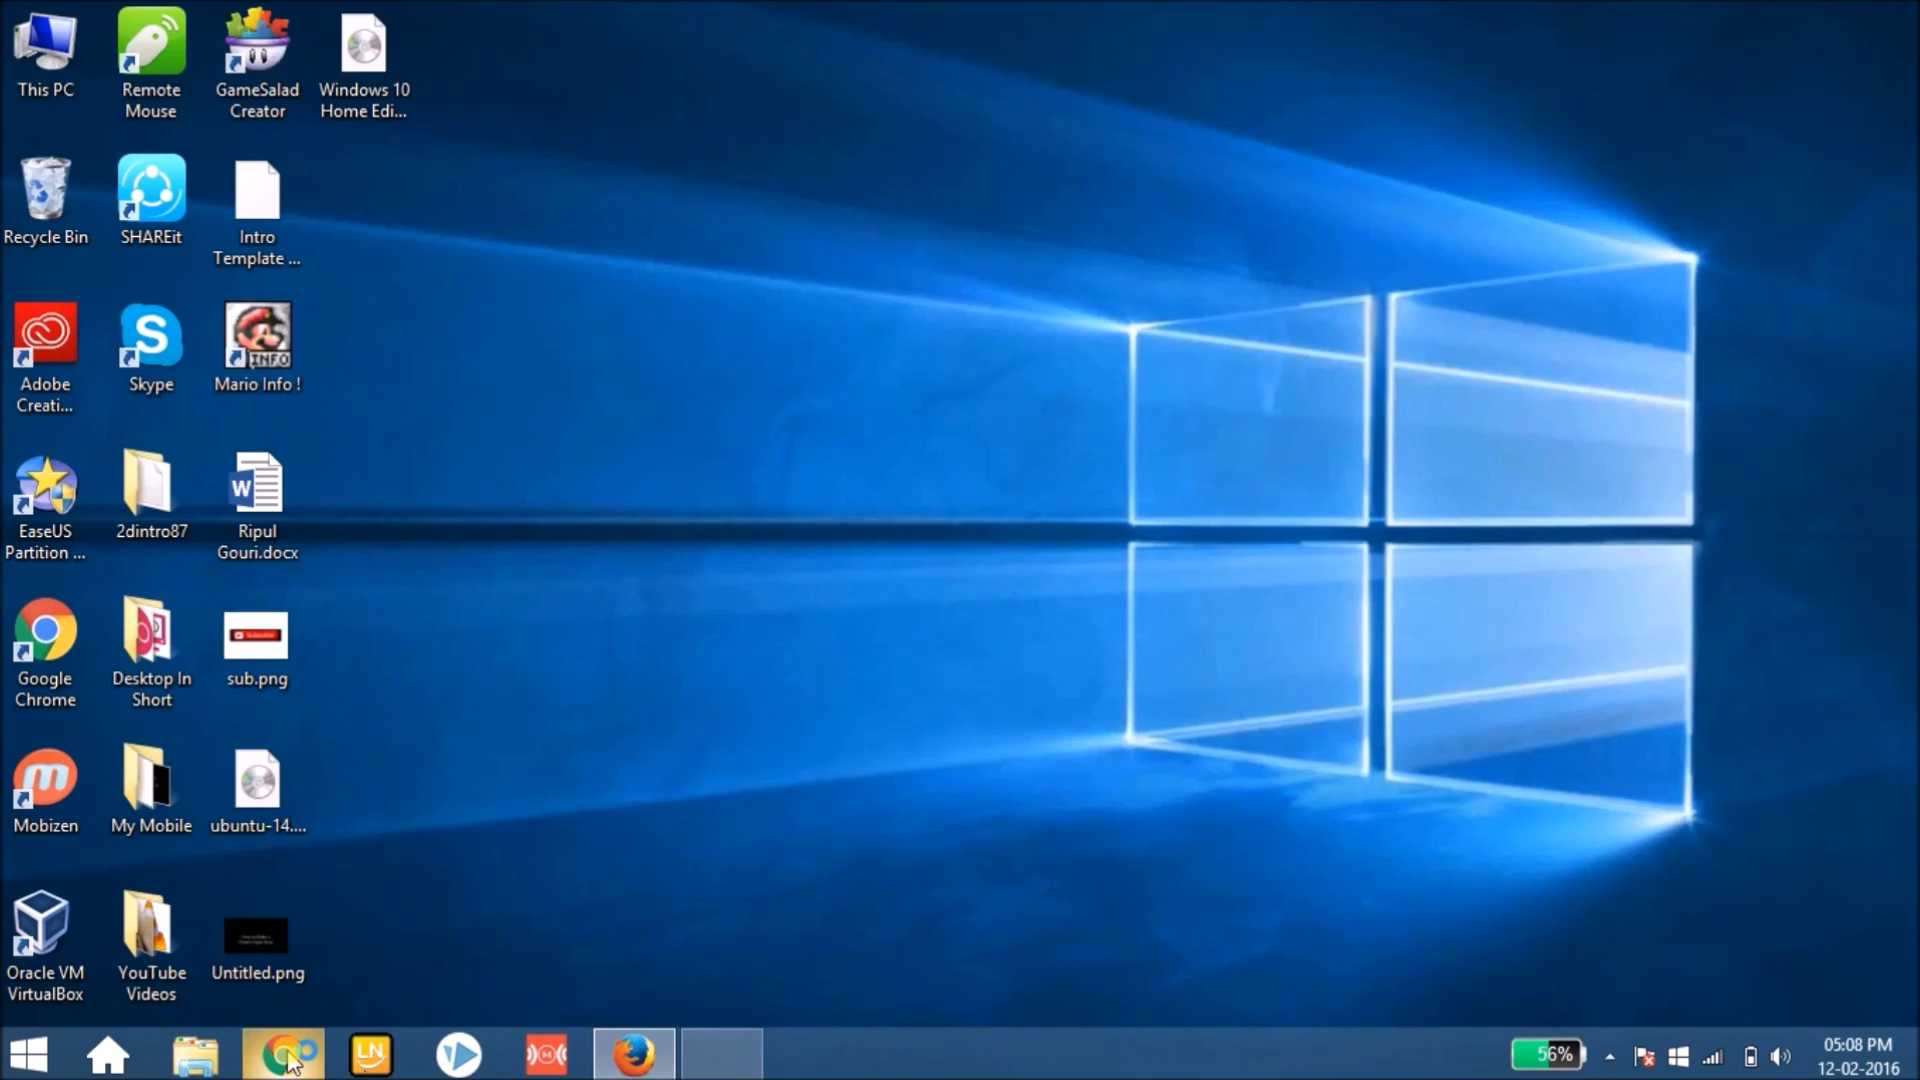 This PC
Remote
Mouse
GameSalad
Creator
Windows 10
Home Edi...
Recycle Bin
SHAREit
Intro
Template ...
Adobe
Creati...
S
Skype
INFO
Mario Info !
EaseUS
Partition ...
2dintro87
W
Ripul
Gouri.docx
Google
Chrome
Desktop In
Short
sub.png
m
Mobizen
My Mobile
ubuntu-14....
Oracle VM
VirtualBox
YouTube
Videos
Untitled.png
LN
56%
05:08 PM
12-02-2016